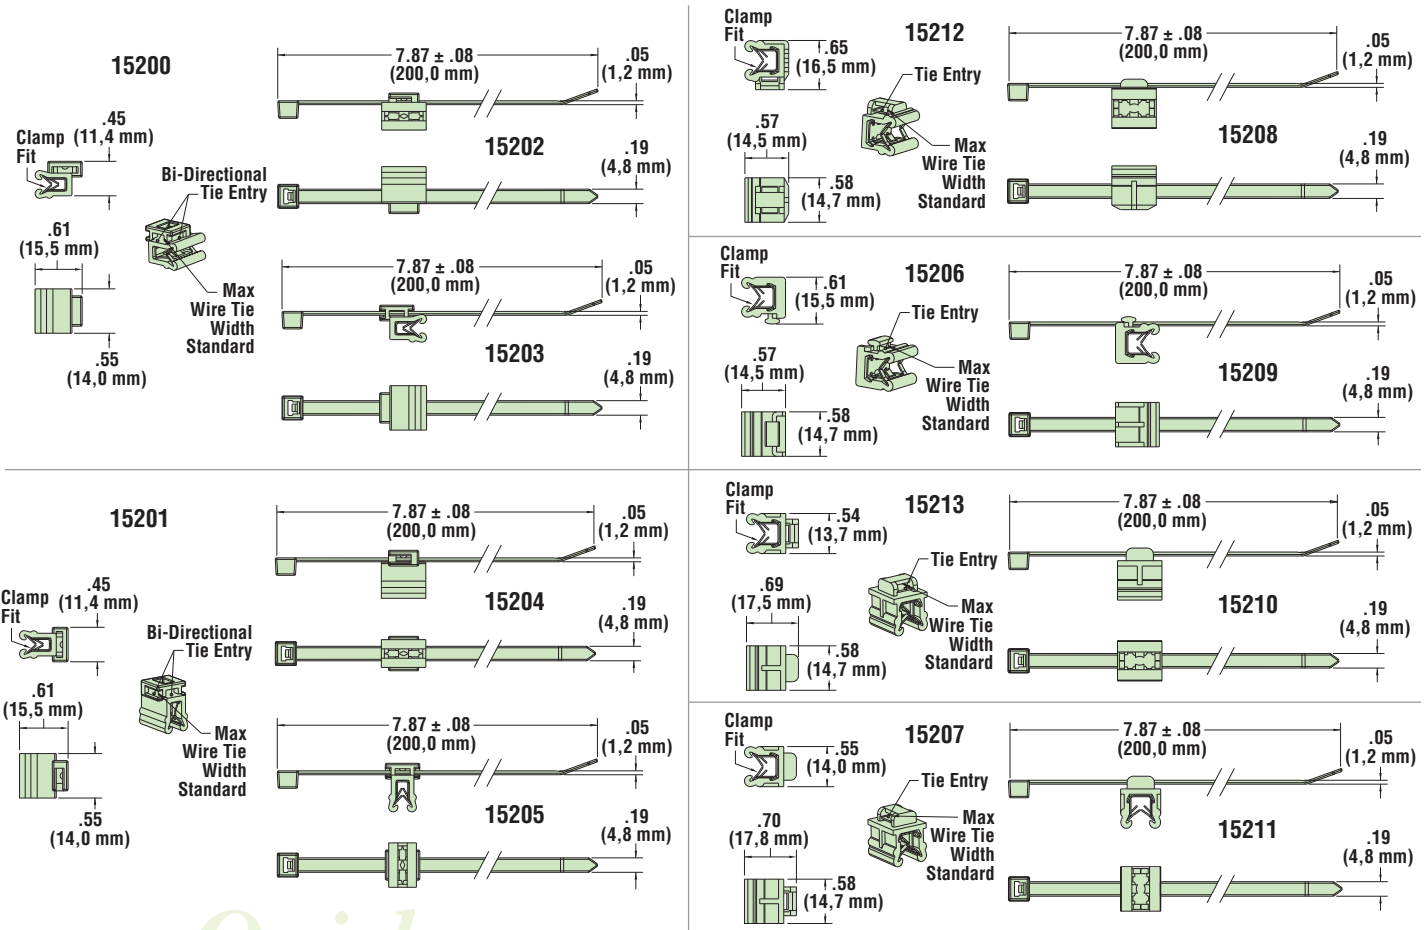 15200
Clamp
Fit
.45
(11,4 mm)
Bi-Directional
Tie Entry
.61
(15,5 mm)
Max
Wire Tie
Width
Standard
.55
(14,0 mm)
7.87 ± .08
(200,0 mm)
.05
(1,2 mm)
15202
.19
(4,8 mm)
7.87 ± .08
(200,0 mm)
.05
(1,2 mm)
15203
.19
(4,8 mm)
15201
Clamp
Fit
.45
(11,4 mm)
Bi-Directional
Tie Entry
.61
(15,5 mm)
Max
Wire Tie
Width
Standard
.55
(14,0 mm)
7.87 ± .08
(200,0 mm)
.05
(1,2 mm)
15204
.19
(4,8 mm)
7.87 ± .08
(200,0 mm)
.05
(1,2 mm)
15205
.19
(4,8 mm)
Clamp
Fit
15212
.65
(16,5 mm)
Tie Entry
.57
(14,5 mm)
Max
Wire Tie
Width
Standard
.58
(14,7 mm)
7.87 ± .08
(200,0 mm)
.05
(1,2 mm)
15208
.19
(4,8 mm)
Clamp
Fit
15206
.61
(15,5 mm)
Tie Entry
.57
(14,5 mm)
Max
Wire Tie
Width
Standard
.58
(14,7 mm)
7.87 ± .08
(200,0 mm)
.05
(1,2 mm)
15209
.19
(4,8 mm)
Clamp
Fit
15213
.54
(13,7 mm)
Tie Entry
.69
(17,5 mm)
Max
Wire Tie
Width
Standard
.58
(14,7 mm)
7.87 ± .08
(200,0 mm)
.05
(1,2 mm)
15210
.19
(4,8 mm)
Clamp
Fit
15207
.55
(14,0 mm)
Tie Entry
.70
(17,8 mm)
Max
Wire Tie
Width
Standard
.58
(14,7 mm)
7.87 ± .08
(200,0 mm)
.05
(1,2 mm)
15211
.19
(4,8 mm)